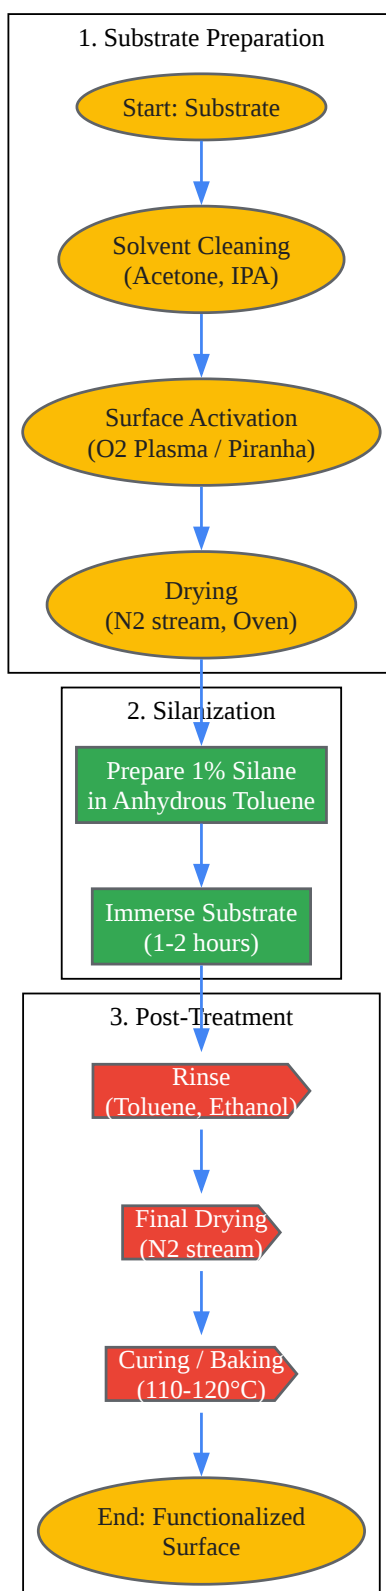 1. Substrate Preparation
Start: Substrate
Solvent Cleaning
(Acetone, IPA)
Surface Activation
(O2 Plasma / Piranha)
Drying
(N2 stream, Oven)
2. Silanization
Prepare 1% Silane
in Anhydrous Toluene
Immerse Substrate
(1-2 hours)
3. Post-Treatment
Rinse
(Toluene, Ethanol)
Final Drying
(N2 stream)
Curing / Baking
(110-120°C)
End: Functionalized
Surface